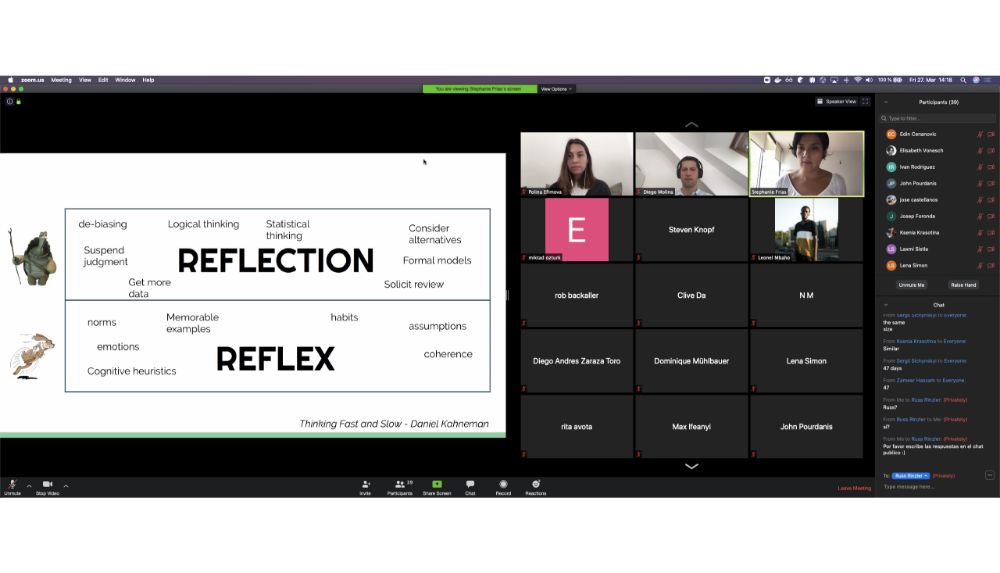 zoom.us Meeting View Edit Window Help
100 % Fri 27. Mar 14:18
You are viewing Stephanie Frias's screen
View Options
Speaker View
de-biasing
Logical thinking
Statistical
thinking
Consider
alternatives
Suspend
judgment
REFLECTION
Formal models
Get more
data
Solicit review
norms
Memorable
examples
habits
assumptions
emotions
REFLEX
coherence
Cognitive heuristics
Thinking Fast and Slow - Daniel Kahneman
Polina Efimova
Diego Molina
Stephanie Frias
E
miktad ozturk
Steven Knopf
Leonel Mbaho
rob backaller
Clive Da
N M
Diego Andres Zaraza Toro
Dominique Mühlbauer
Lena Simon
rita avota
Max Ifeanyi
John Pourdanis
Participants (39)
Type to filter...
EO Edin Osmanovic
Elisabeth Vonesch
IR Ivan Rodriguez
JP John Pourdanis
jose castellanos
J Josep Foronda
Ksenia Krasotina
LS Laxmi Sistla
LS Lena Simon
Unmute Me
Raise Hand
Chat
From Sergii Sichynskyi to Everyone:
the same
size
From Ksenia Krasotina to Everyone:
Similar
From Sergii Sichynskyi to Everyone:
47 days
From Zameer Hassam to Everyone:
47
From Me to Russ Rinzler: (Privately)
Russ?
From Russ Rinzler to Me: (Privately)
si?
From Me to Russ Rinzler: (Privately)
Por favor escribe las respuestas en el chat
publico :)
To: Russ Rinzler (Privately)
Type message here...
Unmute
Stop Video
Invite
Participants
39
Share Screen
Chat
Record
Reactions
Leave Meeting